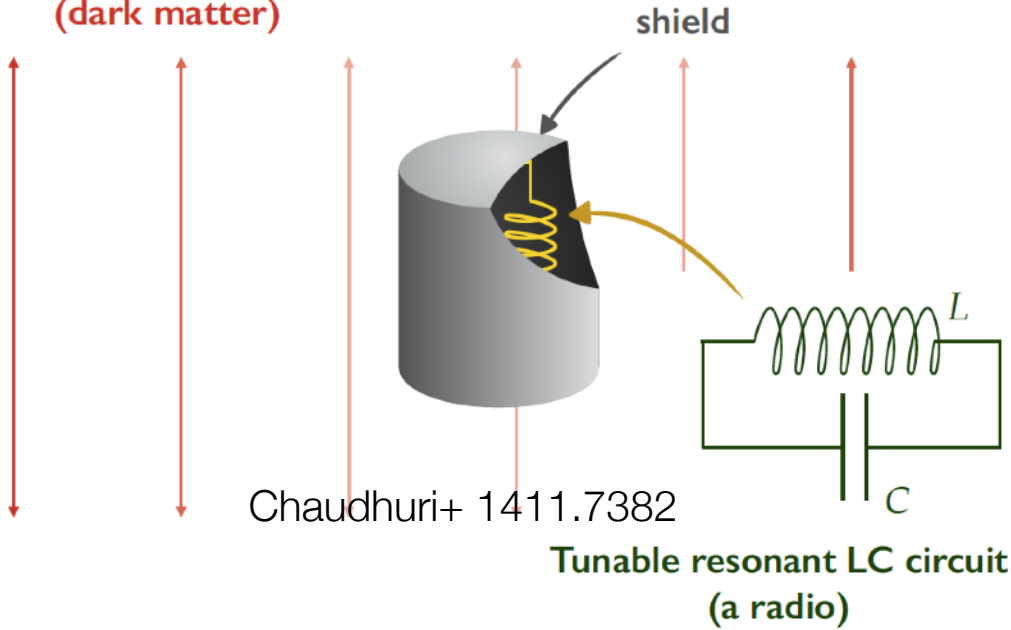 (dark matter)
shield
L
C
Chaudhuri+ 1411.7382
Tunable resonant LC circuit
(a radio)